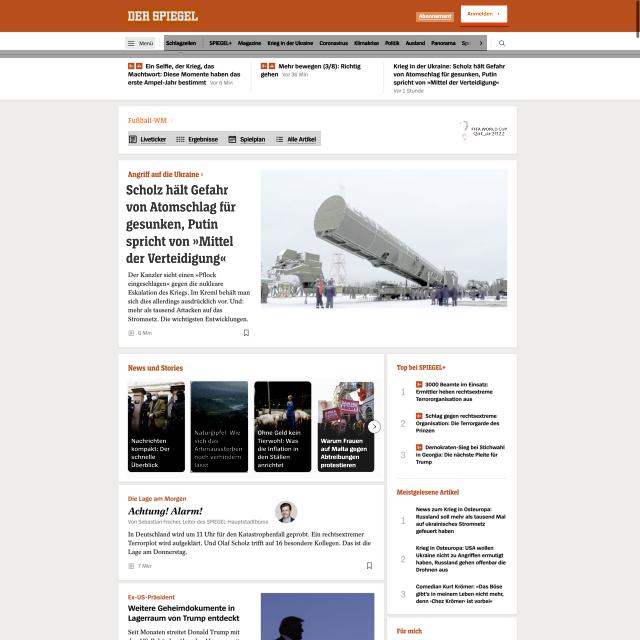 DER SPIEGEL
Abonnement
Anmelden ›
Menü
Schlagzeilen
SPIEGEL+
Magazine
Krieg in der Ukraine
Coronavirus
Klimakrise
Politik
Ausland
Panorama
Ein Selfie, der Krieg, das
Machtwort: Diese Momente haben das
erste Ampel-Jahr bestimmt Vor 6 Min
Mehr bewegen (3/8): Richtig
gehen Vor 36 Min
Krieg in der Ukraine: Scholz hält Gefahr
von Atomschlag für gesunken, Putin
spricht von »Mittel der Verteidigung«
Vor 1 Stunde
Fußball-WM ›
Liveticker
Ergebnisse
Spielplan
Alle Artikel
FIFA WORLD CUP
Qat_ar2022
Angriff auf die Ukraine ›
Scholz hält Gefahr
von Atomschlag für
gesunken, Putin
spricht von »Mittel
der Verteidigung«
Der Kanzler sieht einen »Pflock
eingeschlagen« gegen die nukleare
Eskalation des Kriegs. Im Kreml behält man
sich dies allerdings ausdrücklich vor. Und:
mehr als tausend Attacken auf das
Stromnetz. Die wichtigsten Entwicklungen.
6 Min
News und Stories
Nachrichten
kompakt: Der
schnelle
Überblick
Naturgipfel: Wie
sich das
Artenaussterben
noch verhindern
lässt
Ohne Geld kein
Tierwohl: Was
die Inflation in
den Ställen
anrichtet
Warum Frauen
auf Malta gegen
Abtreibungen
protestieren
Top bei SPIEGEL+
1
3000 Beamte im Einsatz:
Ermittler heben rechtsextreme
Terrororganisation aus
2
Schlag gegen rechtsextreme
Organisation: Die Terrorgarde des
Prinzen
3
Demokraten-Sieg bei Stichwahl
in Georgia: Die nächste Pleite für
Trump
Meistgelesene Artikel
1
News zum Krieg in Osteuropa:
Russland soll mehr als tausend Mal
auf ukrainisches Stromnetz
gefeuert haben
2
Krieg in Osteuropa: USA wollen
Ukraine nicht zu Angriffen ermutigt
haben, Russland gehen offenbar die
Drohnen aus
3
Comedian Kurt Krömer: »Das Böse
gibt's in meinem Leben nicht mehr,
denn ›Chez Krömer‹ ist vorbei«
Für mich
Die Lage am Morgen
Achtung! Alarm!
Von Sebastian Fischer, Leiter des SPIEGEL-Hauptstadtbüros
In Deutschland wird um 11 Uhr für den Katastrophenfall geprobt. Ein rechtsextremer
Terrorplot wird aufgeklärt. Und Olaf Scholz trifft auf 16 besondere Kollegen. Das ist die
Lage am Donnerstag.
7 Min
Ex-US-Präsident
Weitere Geheimdokumente in
Lagerraum von Trump entdeckt
Seit Monaten streitet Donald Trump mit